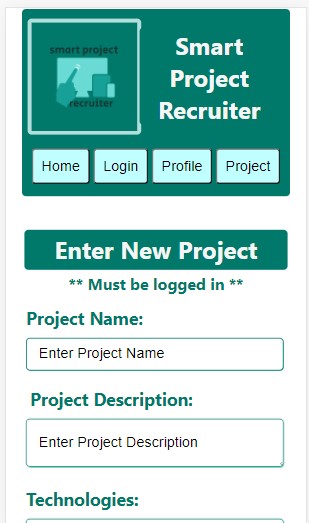 smart project
recruiter
Smart
Project
Recruiter
Home Login Profile Project
Enter New Project
** Must be logged in **
Project Name:
Enter Project Name
Project Description:
Enter Project Description
Technologies: